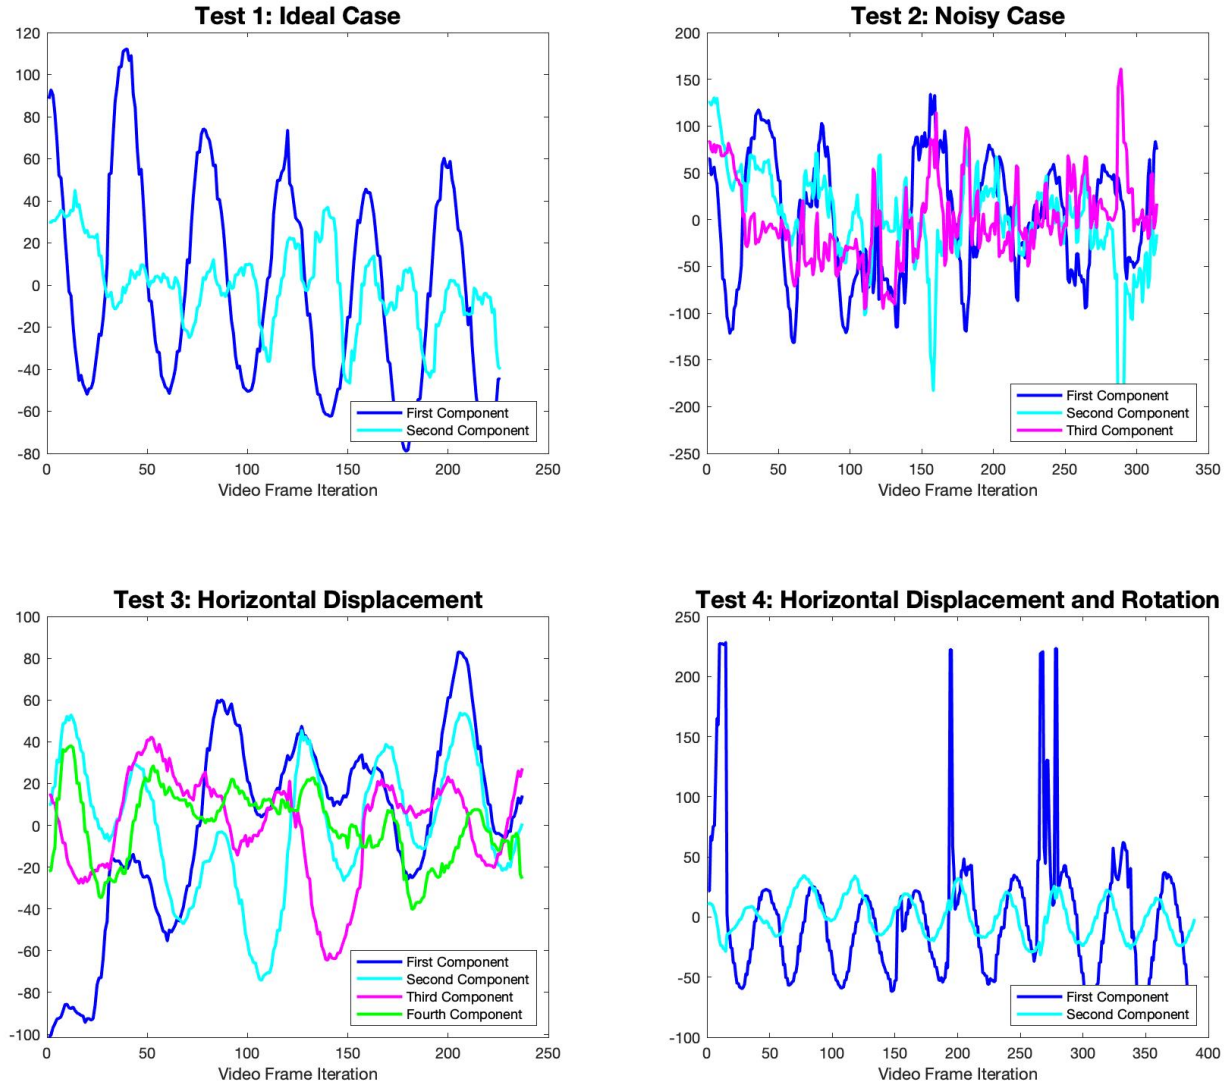 Test 1: Ideal Case
120
100
80
60
40
20
0
-20
-40
-60
-80
0 50 100 150 200 250
Video Frame Iteration
First Component
Second Component
Test 2: Noisy Case
200
150
100
50
0
-50
-100
-150
-200
-250
0 50 100 150 200 250 300 350
Video Frame Iteration
First Component
Second Component
Third Component
Test 3: Horizontal Displacement
100
80
60
40
20
0
-20
-40
-60
-80
-100
0 50 100 150 200 250
Video Frame Iteration
First Component
Second Component
Third Component
Fourth Component
Test 4: Horizontal Displacement and Rotation
250
200
150
100
50
0
-50
-100
0 50 100 150 200 250 300 350 400
Video Frame Iteration
First Component
Second Component